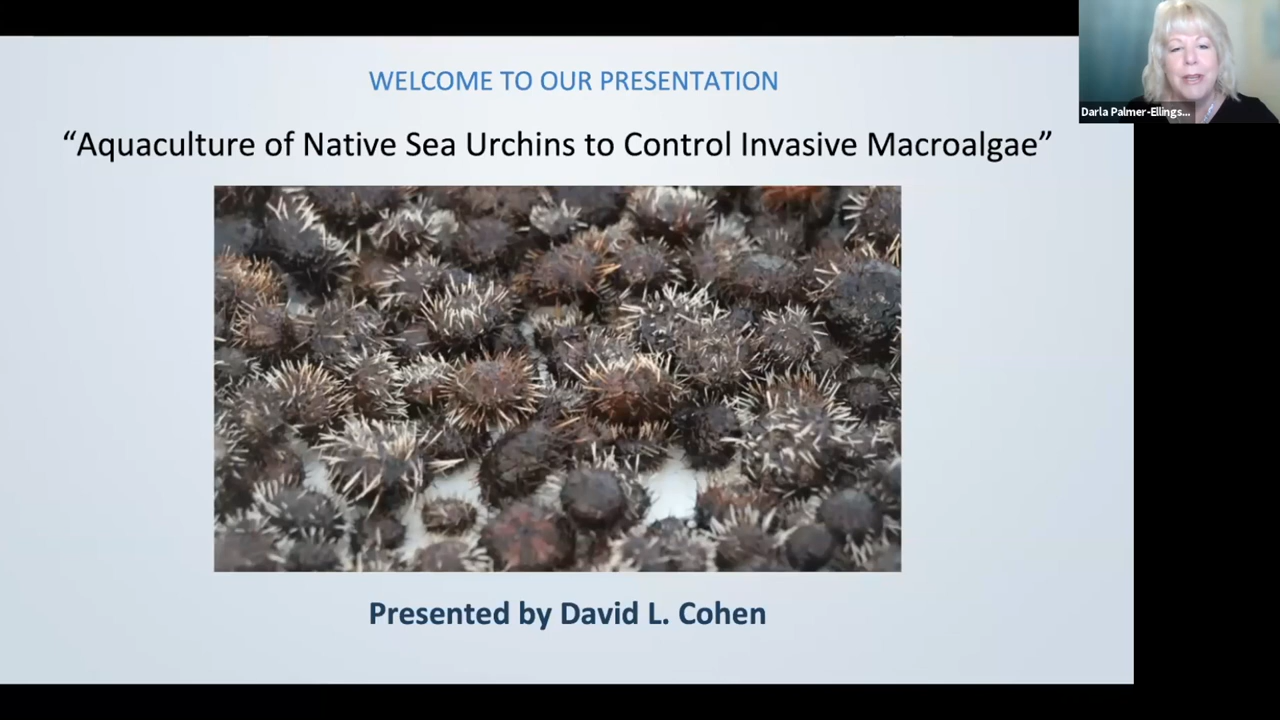 WELCOME TO OUR PRESENTATION
“Aquaculture of Native Sea Urchins to Control Invasive Macroalgae”
Presented by David L. Cohen
Darla Palmer-Ellings...